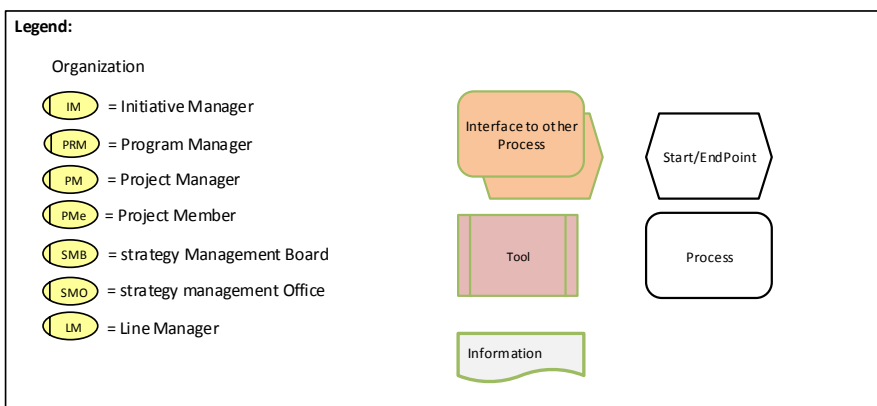 Legend:
Organization
IM = Initiative Manager
PRM = Program Manager
PM = Project Manager
PMe = Project Member
SMB = strategy Management Board
SMO = strategy management Office
LM = Line Manager
Interface to other
Process
Start/EndPoint
Tool
Process
Information